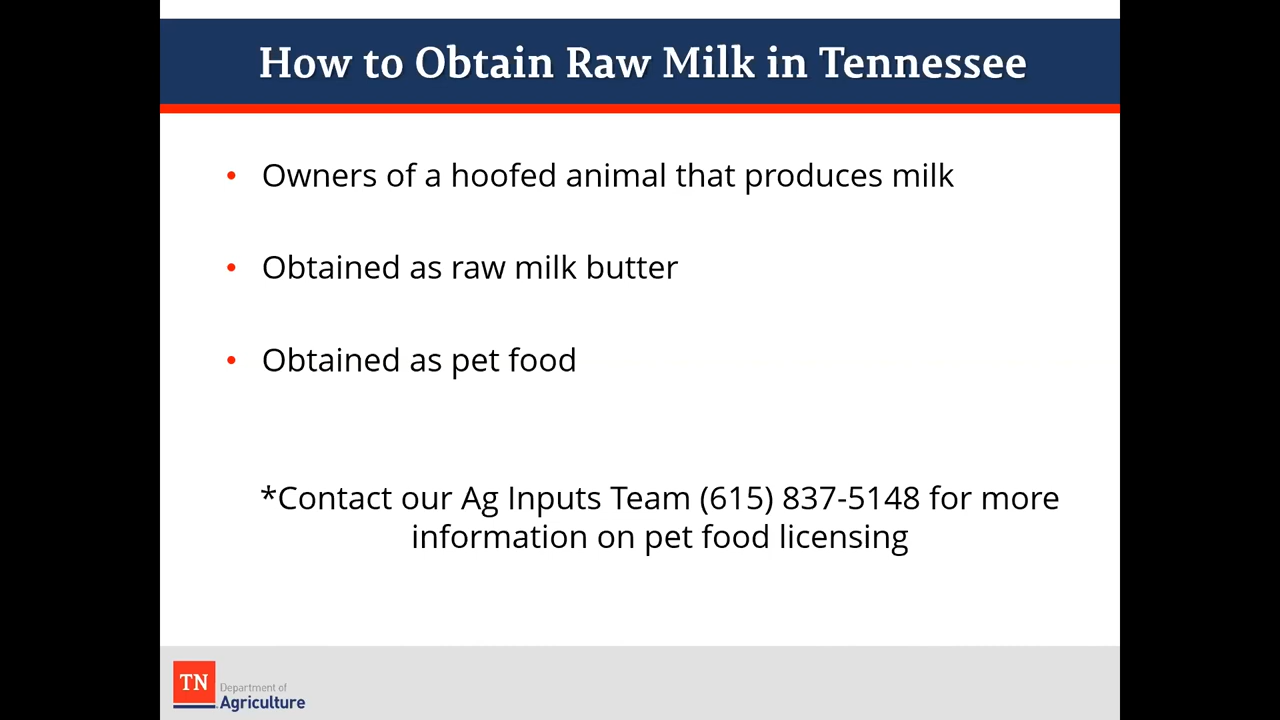 How to Obtain Raw Milk in Tennessee
• Owners of a hoofed animal that produces milk
• Obtained as raw milk butter
• Obtained as pet food
*Contact our Ag Inputs Team (615) 837-5148 for more
information on pet food licensing
TN
Department of
Agriculture